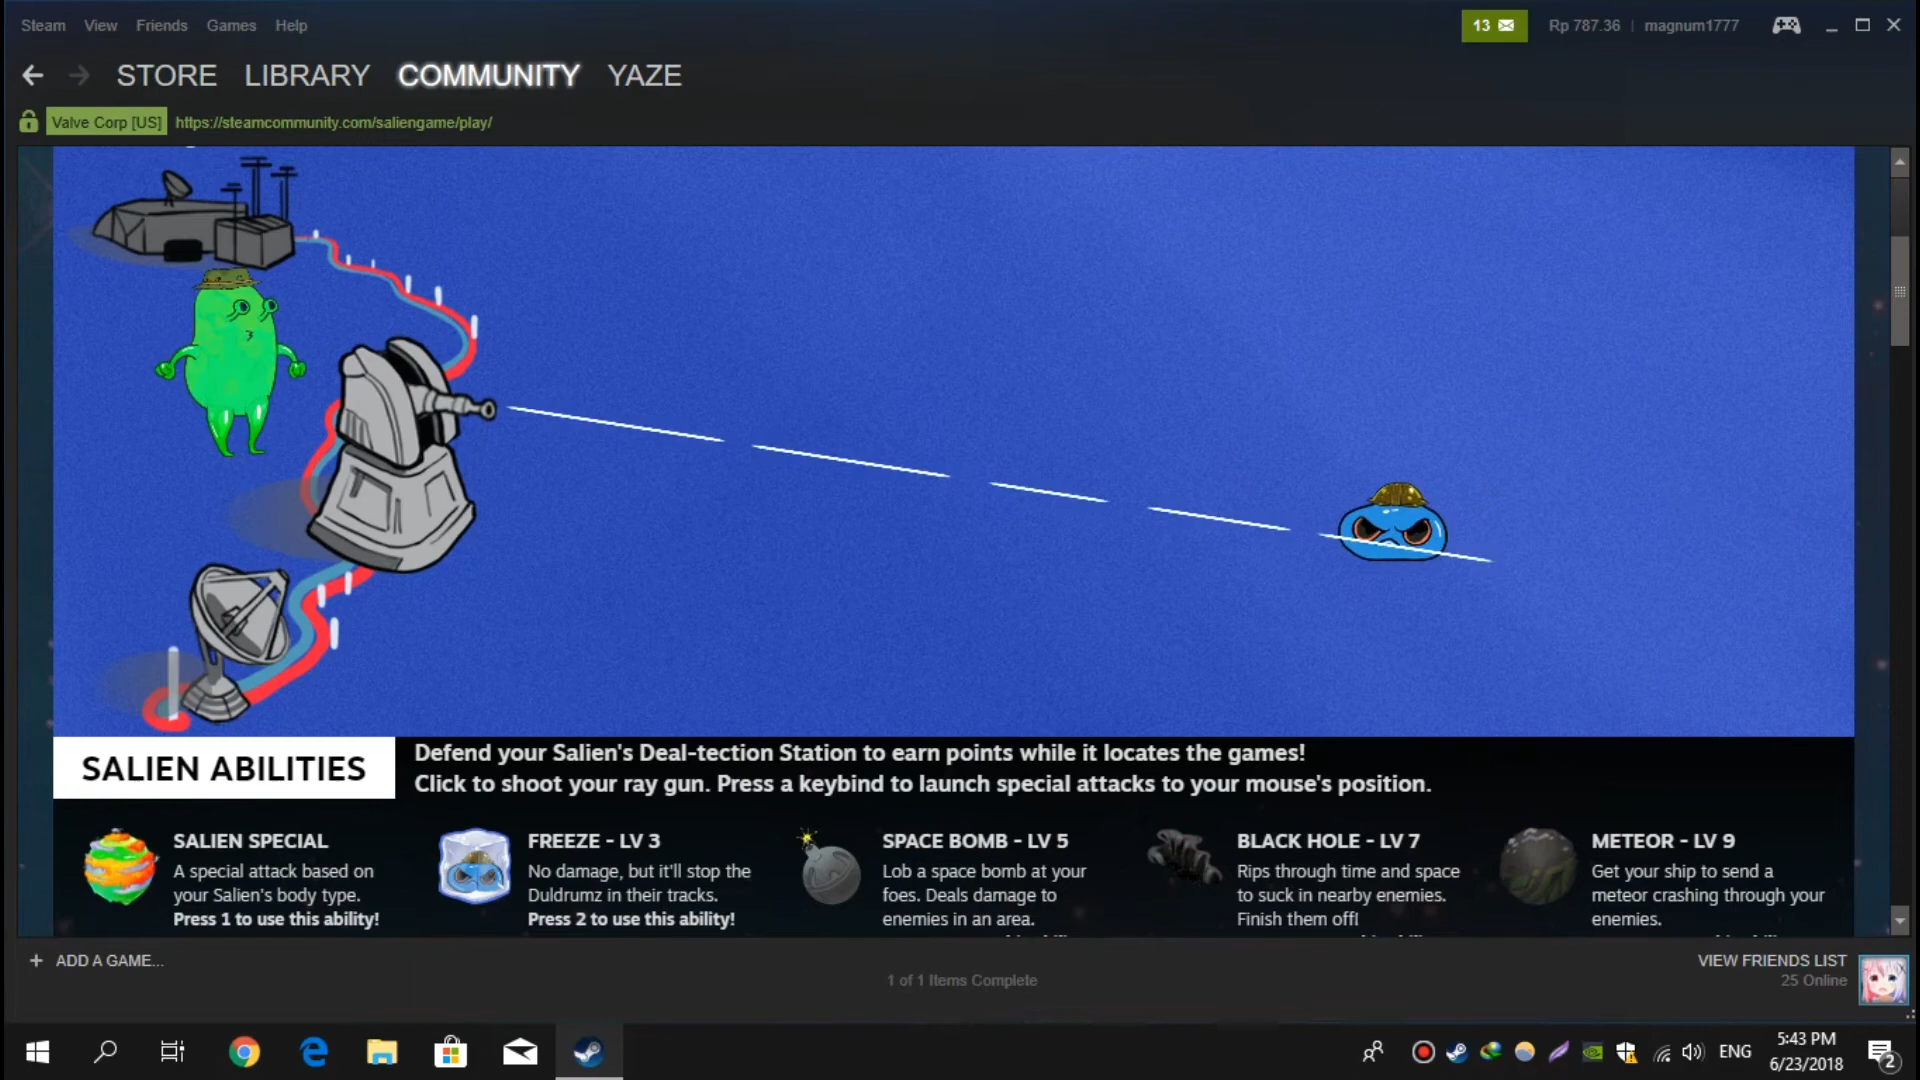 Steam View Friends Games Help
13
Rp 787.36 | magnum1777
STORE LIBRARY COMMUNITY YAZE
Valve Corp [US] https://steamcommunity.com/saliengame/play/
SALIEN ABILITIES
Defend your Salien's Deal-tection Station to earn points while it locates the games!
Click to shoot your ray gun. Press a keybind to launch special attacks to your mouse's position.
SALIEN SPECIAL
A special attack based on
your Salien's body type.
Press 1 to use this ability!
FREEZE - LV 3
No damage, but it'll stop the
Duldrumz in their tracks.
Press 2 to use this ability!
SPACE BOMB - LV 5
Lob a space bomb at your
foes. Deals damage to
enemies in an area.
BLACK HOLE - LV 7
Rips through time and space
to suck in nearby enemies.
Finish them off!
METEOR - LV 9
Get your ship to send a
meteor crashing through your
enemies.
+ ADD A GAME...
1 of 1 Items Complete
VIEW FRIENDS LIST
25 Online
ENG
5:43 PM
6/23/2018
2